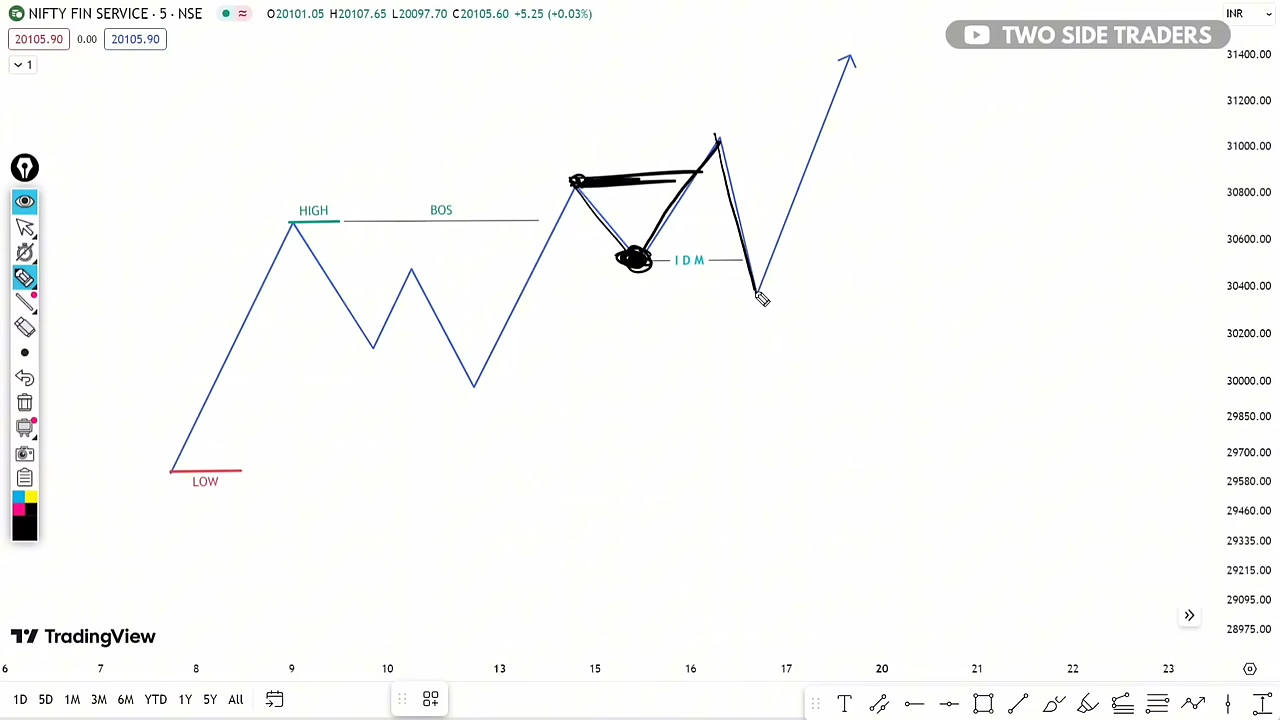 NIFTY FIN SERVICE · 5 · NSE
O20101.05 H20107.65 L20097.70 C20105.60 +5.25 (+0.03%)
INR
20105.90 0.00 20105.90
TWO SIDE TRADERS
1
31400.00
31200.00
31000.00
30800.00
30600.00
30400.00
30200.00
30000.00
29850.00
29700.00
29580.00
29460.00
29335.00
29215.00
29095.00
28975.00
HIGH
BOS
IDM
LOW
TradingView
6 7 8 9 10 13 15 16 17 20 21 22 23
1D 5D 1M 3M 6M YTD 1Y 5Y All